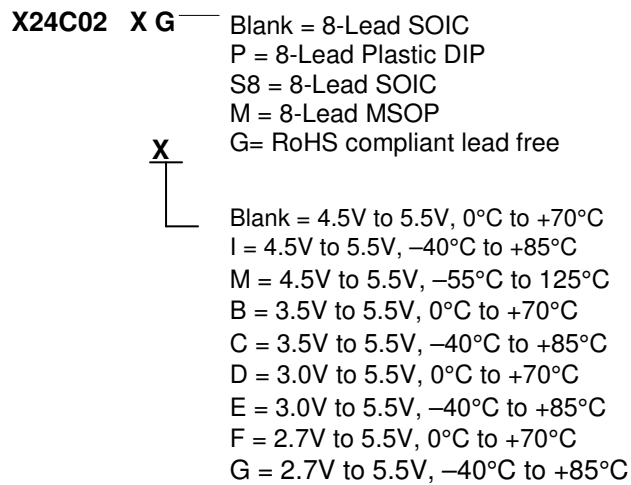 X24C02 X G Blank = 8-Lead SOIC
P = 8-Lead Plastic DIP
S8 = 8-Lead SOIC
M = 8-Lead MSOP
G= RoHS compliant lead free
X
Blank = 4.5V to 5.5V, 0°C to +70°C
I = 4.5V to 5.5V, –40°C to +85°C
M = 4.5V to 5.5V, –55°C to 125°C
B = 3.5V to 5.5V, 0°C to +70°C
C = 3.5V to 5.5V, –40°C to +85°C
D = 3.0V to 5.5V, 0°C to +70°C
E = 3.0V to 5.5V, –40°C to +85°C
F = 2.7V to 5.5V, 0°C to +70°C
G = 2.7V to 5.5V, –40°C to +85°C